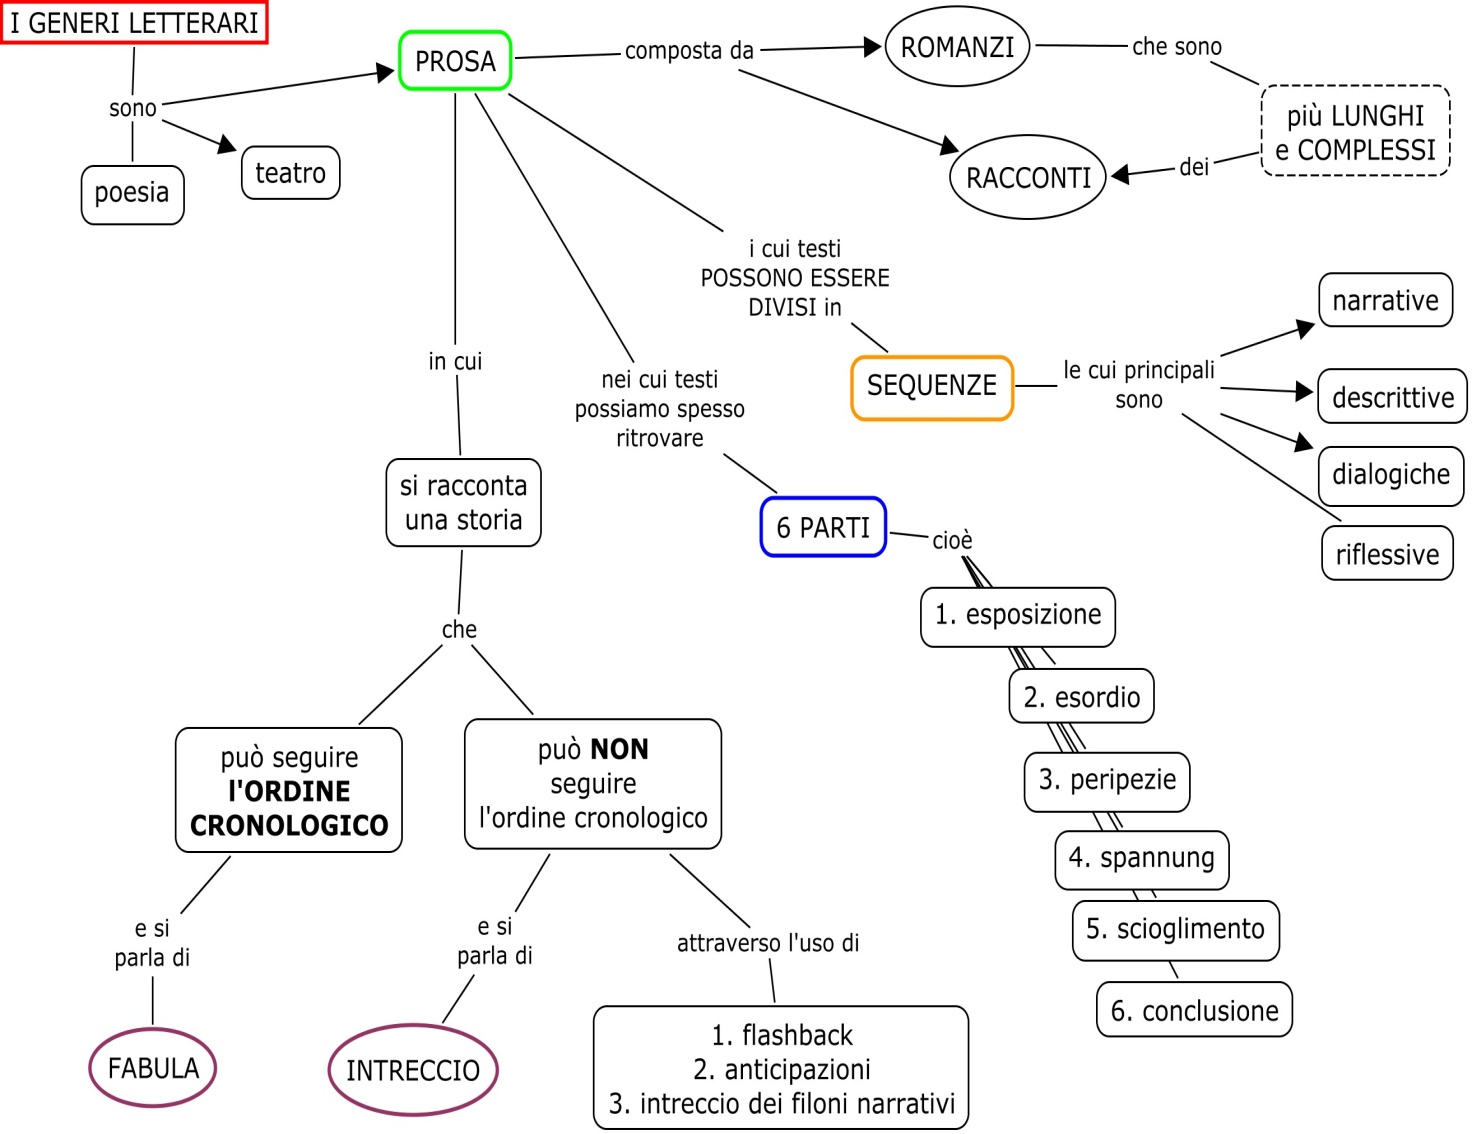 I GENERI LETTERARI
sono
poesia
teatro
PROSA
composta da
ROMANZI
che sono
più LUNGHI
e COMPLESSI
dei
RACCONTI
i cui testi
POSSONO ESSERE
DIVISI in
SEQUENZE
le cui principali
sono
narrative
descrittive
dialogiche
riflessive
nei cui testi
possiamo spesso
ritrovare
6 PARTI
cioè
1. esposizione
2. esordio
3. peripezie
4. spannung
5. scioglimento
6. conclusione
in cui
si racconta
una storia
che
può seguire
l'ORDINE
CRONOLOGICO
e si
parla di
FABULA
può NON
seguire
l'ordine cronologico
e si
parla di
INTRECCIO
attraverso l'uso di
1. flashback
2. anticipazioni
3. intreccio dei filoni narrativi